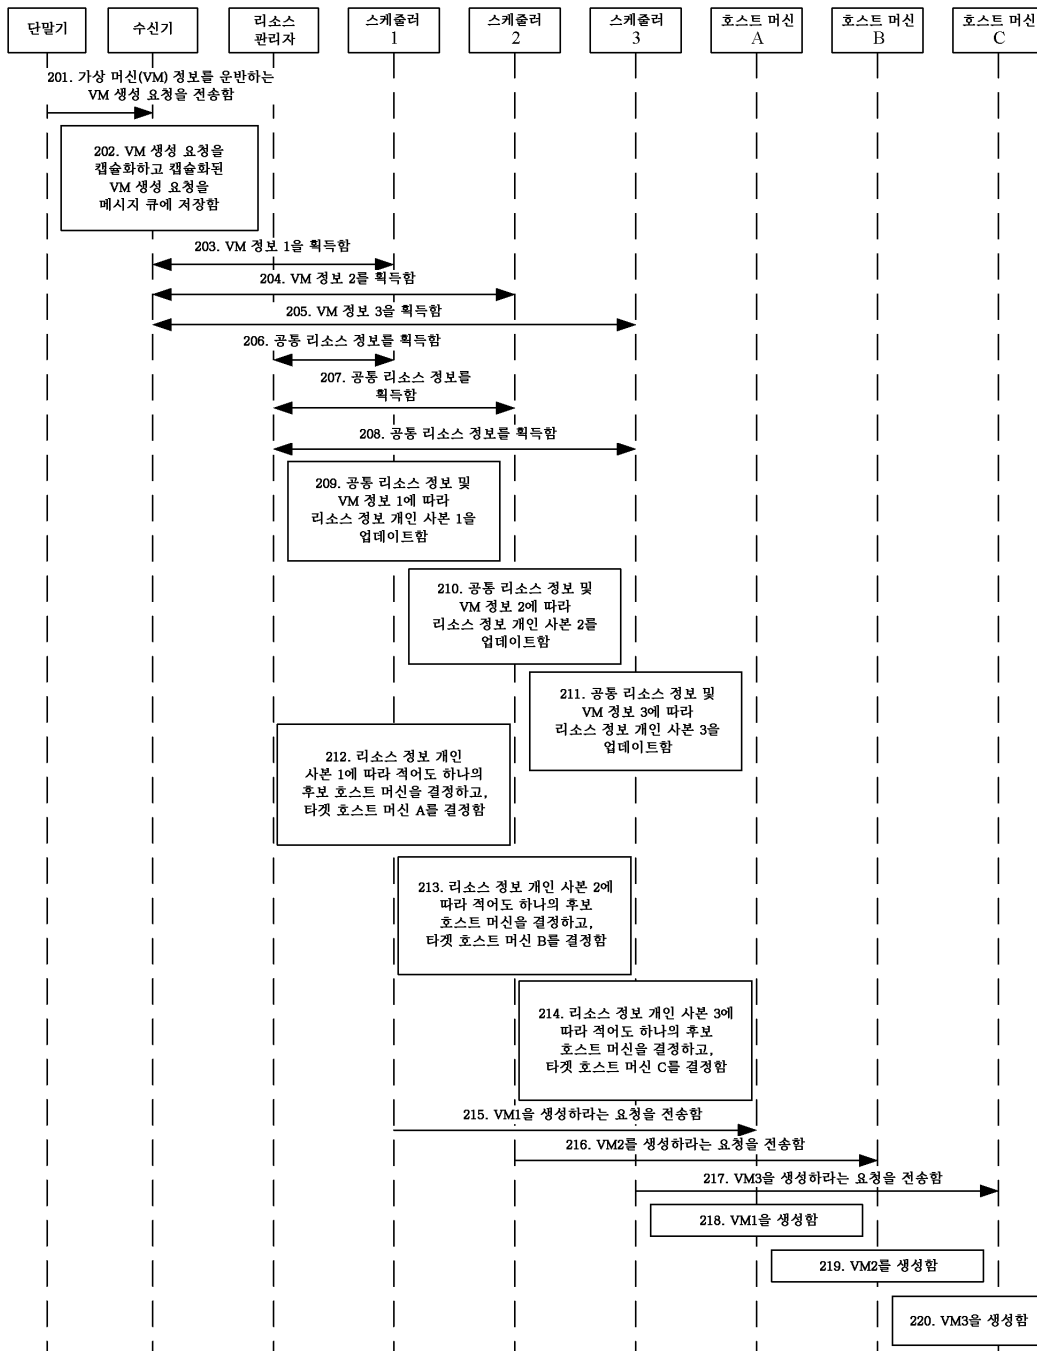 단말기
수신기
리소스
관리자
스케줄러
1
스케줄러
2
스케줄러
3
호스트 머신
A
호스트 머신
B
호스트 머신
C
201. 가상 머신(VM) 정보를 운반하는
VM 생성 요청을 전송함
202. VM 생성 요청을
캡슐화하고 캡슐화된
VM 생성 요청을
메시지 큐에 저장함
203. VM 정보 1을 획득함
204. VM 정보 2를 획득함
205. VM 정보 3을 획득함
206. 공통 리소스 정보를 획득함
207. 공통 리소스 정보를
획득함
208. 공통 리소스 정보를 획득함
209. 공통 리소스 정보 및
VM 정보 1에 따라
리소스 정보 개인 사본 1을
업데이트함
210. 공통 리소스 정보 및
VM 정보 2에 따라
리소스 정보 개인 사본 2를
업데이트함
211. 공통 리소스 정보 및
VM 정보 3에 따라
리소스 정보 개인 사본 3을
업데이트함
212. 리소스 정보 개인
사본 1에 따라 적어도 하나의
후보 호스트 머신을 결정하고,
타겟 호스트 머신 A를 결정함
213. 리소스 정보 개인 사본 2에
따라 적어도 하나의 후보
호스트 머신을 결정하고,
타겟 호스트 머신 B를 결정함
214. 리소스 정보 개인 사본 3에
따라 적어도 하나의 후보
호스트 머신을 결정하고,
타겟 호스트 머신 C를 결정함
215. VM1을 생성하라는 요청을 전송함
216. VM2를 생성하라는 요청을 전송함
217. VM3을 생성하라는 요청을 전송함
218. VM1을 생성함
219. VM2를 생성함
220. VM3을 생성함